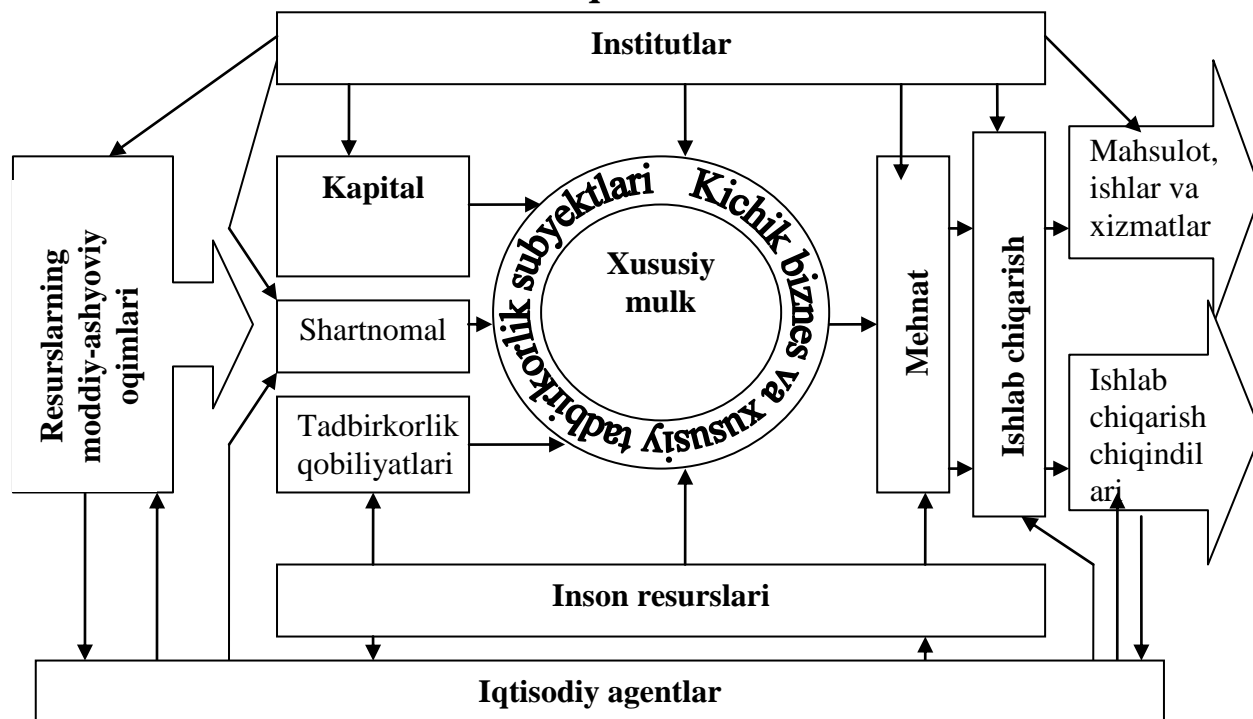 Institutlar
Resurslarning
moddiy-ashyoviy
oqimlari
Kapital
Shartnomal
Tadbirkorlik
qobiliyatlari
Kichik biznes va xususiy tadbirkorlik subyektlari
Xususiy
mulk
Mehnat
Ishlab chiqarish
Mahsulot,
ishlar va
xizmatlar
Ishlab
chiqarish
chiqindil
ari
Inson resurslari
Iqtisodiy agentlar